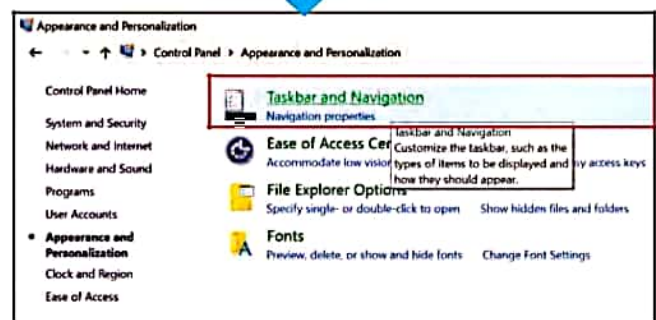 Appearance and Personalization
Control Panel > Appearance and Personalization
Control Panel Home
System and Security
Network and Internet
Hardware and Sound
Programs
User Accounts
Appearance and
Personalization
Clock and Region
Ease of Access
Taskbar and Navigation
Navigation properties
Taskbar and Navigation
Customize the taskbar, such as the
types of items to be displayed and
how they should appear.
Ease of Access Cen
Accommodate low vision access keys
File Explorer Options
Specify single- or double-click to open Show hidden files and folders
Fonts
Preview, delete, or show and hide fonts Change Font Settings